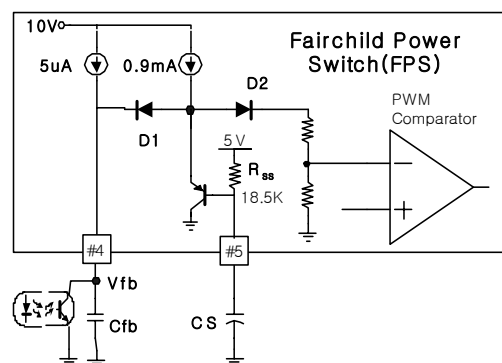 10V
Fairchild Power
Switch(FPS)
5uA
0.9mA
D2
PWM
Comparator
D1
5V
Rss
18.5K
−
+
#4
#5
Vfb
Cfb
CS